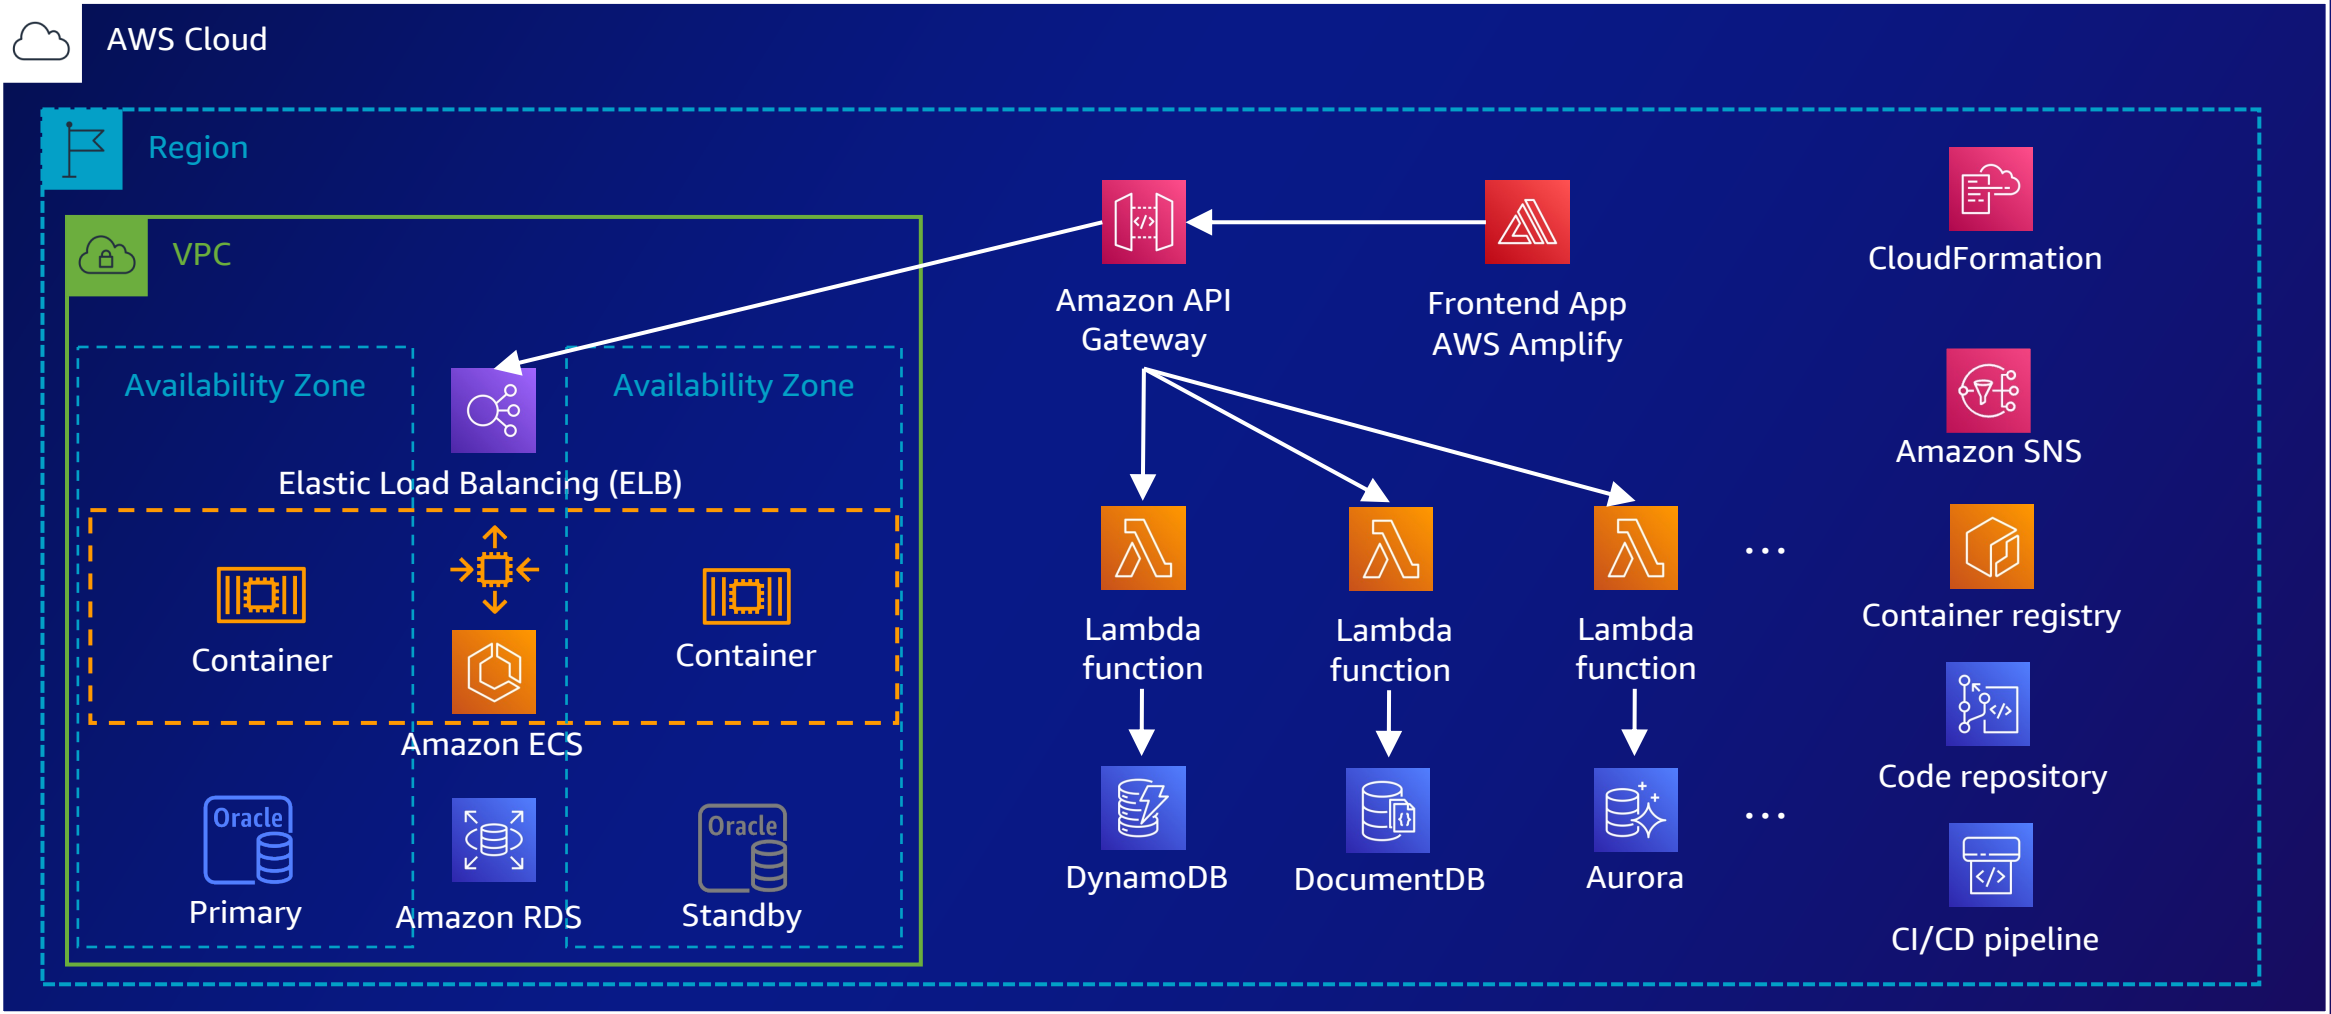 AWS Cloud
Region
VPC
Availability Zone
Availability Zone
Elastic Load Balancing (ELB)
Container
Container
Amazon ECS
Oracle
Oracle
Primary
Amazon RDS
Standby
</>
Amazon API
Gateway
Frontend App
AWS Amplify
Lambda
function
Lambda
function
Lambda
function
...
DynamoDB
{}
DocumentDB
Aurora
...
CloudFormation
Amazon SNS
Container registry
</>
Code repository
</>
CI/CD pipeline